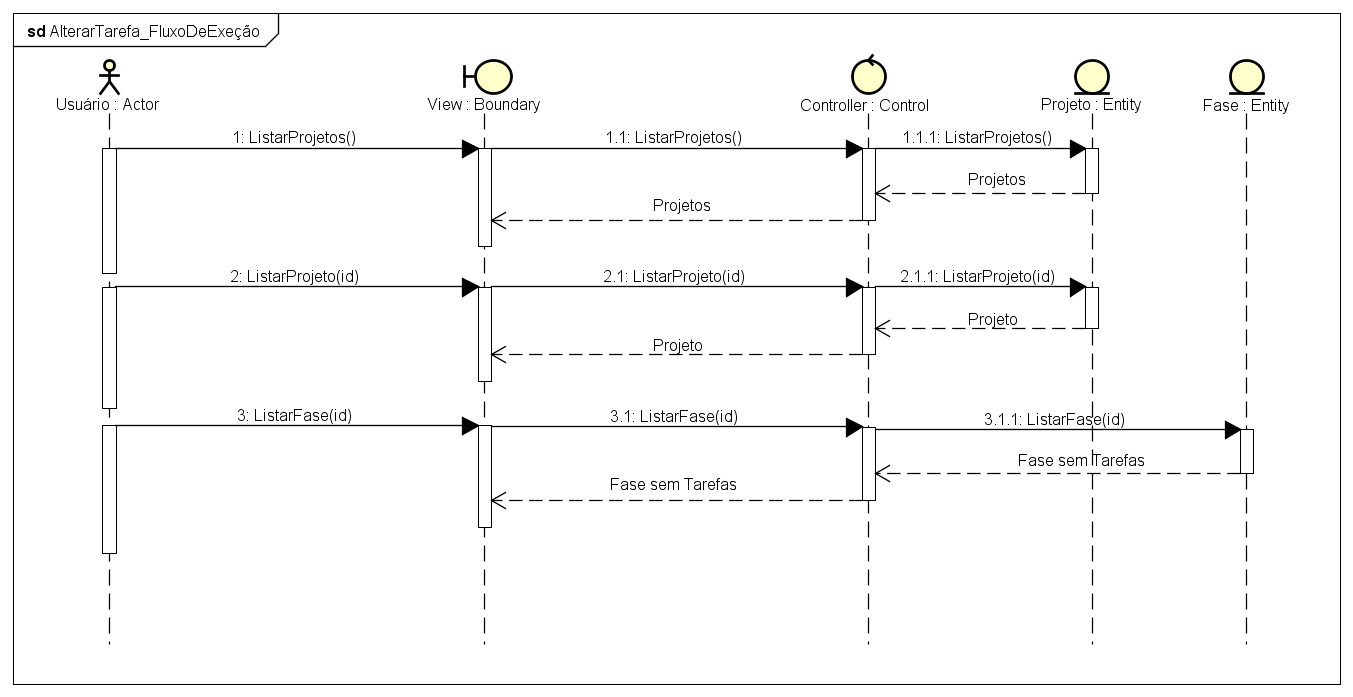 sd AlterarTarefa_FluxoDeExeção
Usuário : Actor
View : Boundary
Controller : Control
Projeto : Entity
Fase : Entity
1: ListarProjetos()
1.1: ListarProjetos()
1.1.1: ListarProjetos()
Projetos
Projetos
2: ListarProjeto(id)
2.1: ListarProjeto(id)
2.1.1: ListarProjeto(id)
Projeto
Projeto
3: ListarFase(id)
3.1: ListarFase(id)
3.1.1: ListarFase(id)
Fase sem Tarefas
Fase sem Tarefas